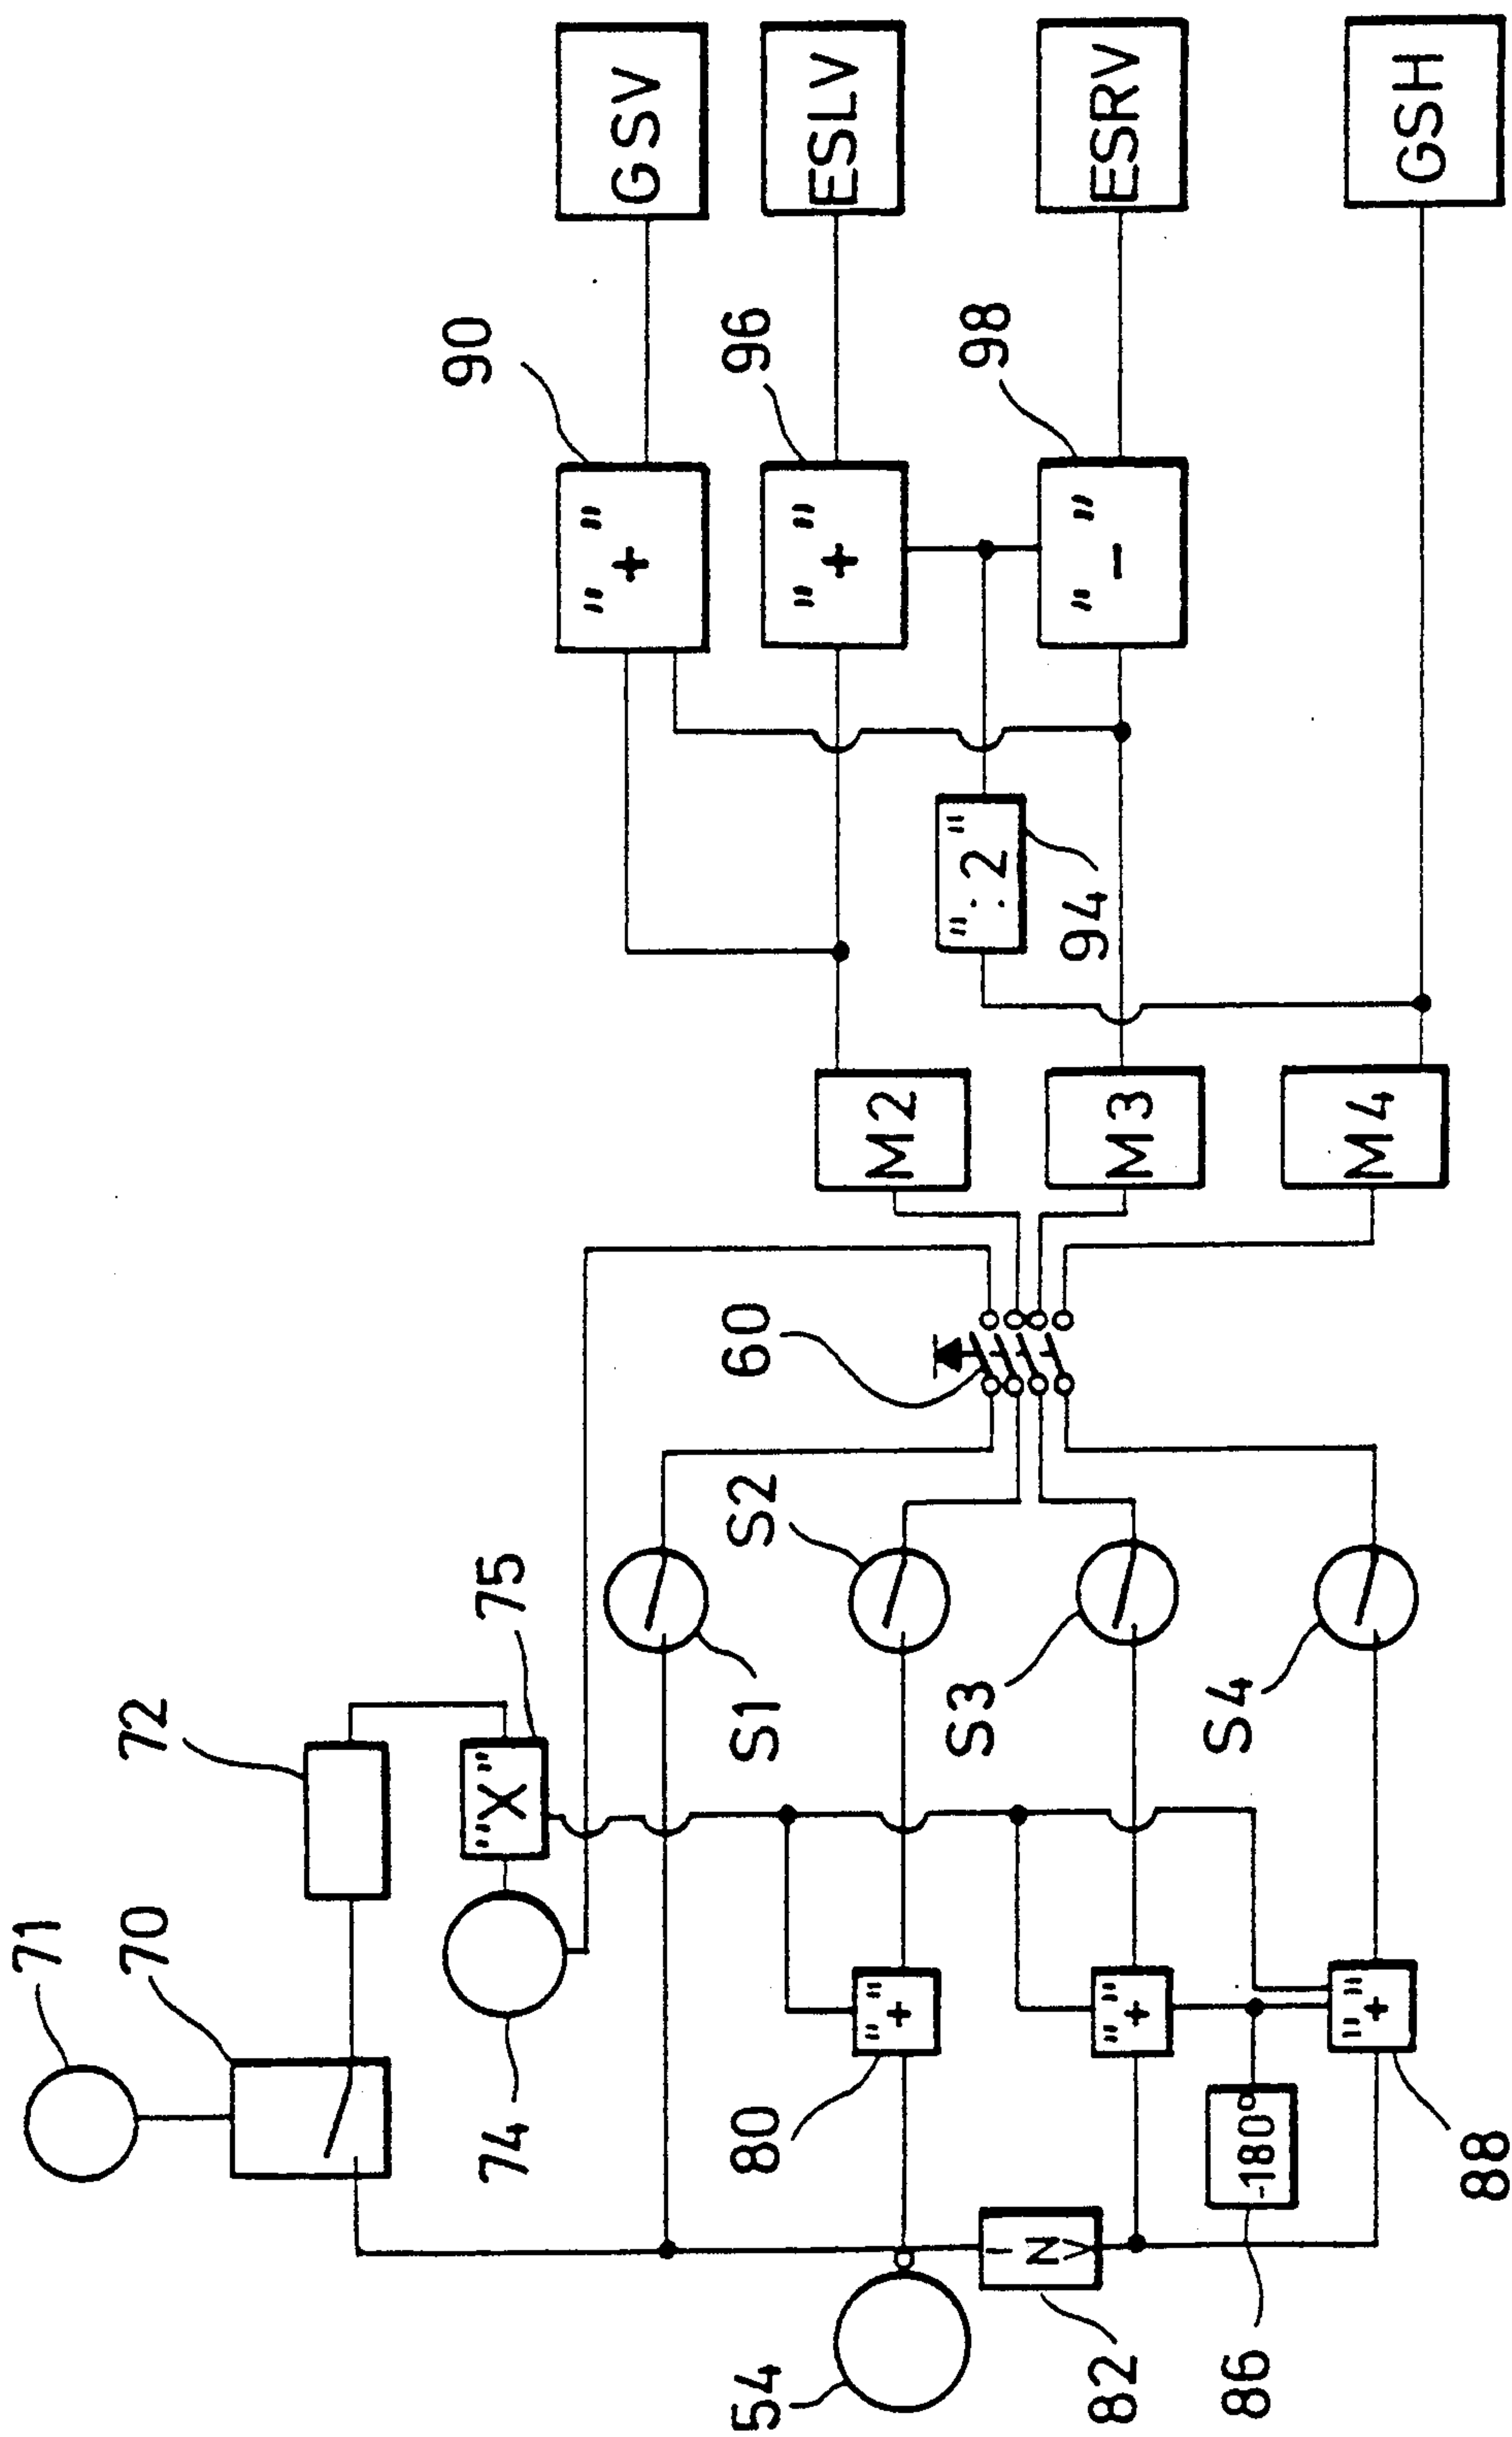 71
70
72
74
75
"X"
S1
S2
S3
S4
54
80
"+"
"+"
82
INV
86
-180°
"+"
88
60
M2
M3
M4
":2"
94
90
"+"
96
"+"
98
"-"
GSV
ESLV
ESRV
GSH